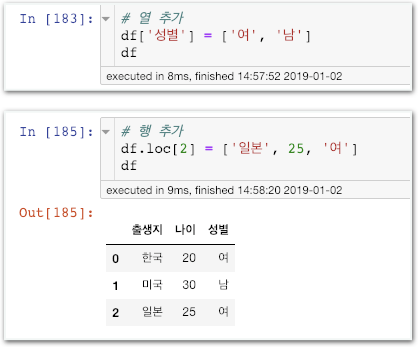 In [183]:
# 열 추가
df['성별'] = ['여', '남']
df
executed in 8ms, finished 14:57:52 2019-01-02
In [185]:
# 행 추가
df.loc[2] = ['일본', 25, '여']
df
executed in 9ms, finished 14:58:20 2019-01-02
Out[185]:
출생지 나이 성별
0 한국 20 여
1 미국 30 남
2 일본 25 여